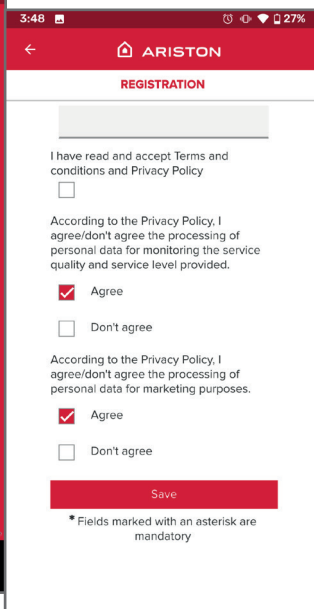 3:48 27%
ARISTON
REGISTRATION
I have read and accept Terms and
conditions and Privacy Policy
According to the Privacy Policy, I
agree/don't agree the processing of
personal data for monitoring the service
quality and service level provided.
Agree
Don't agree
According to the Privacy Policy, I
agree/don't agree the processing of
personal data for marketing purposes.
Agree
Don't agree
Save
* Fields marked with an asterisk are
mandatory